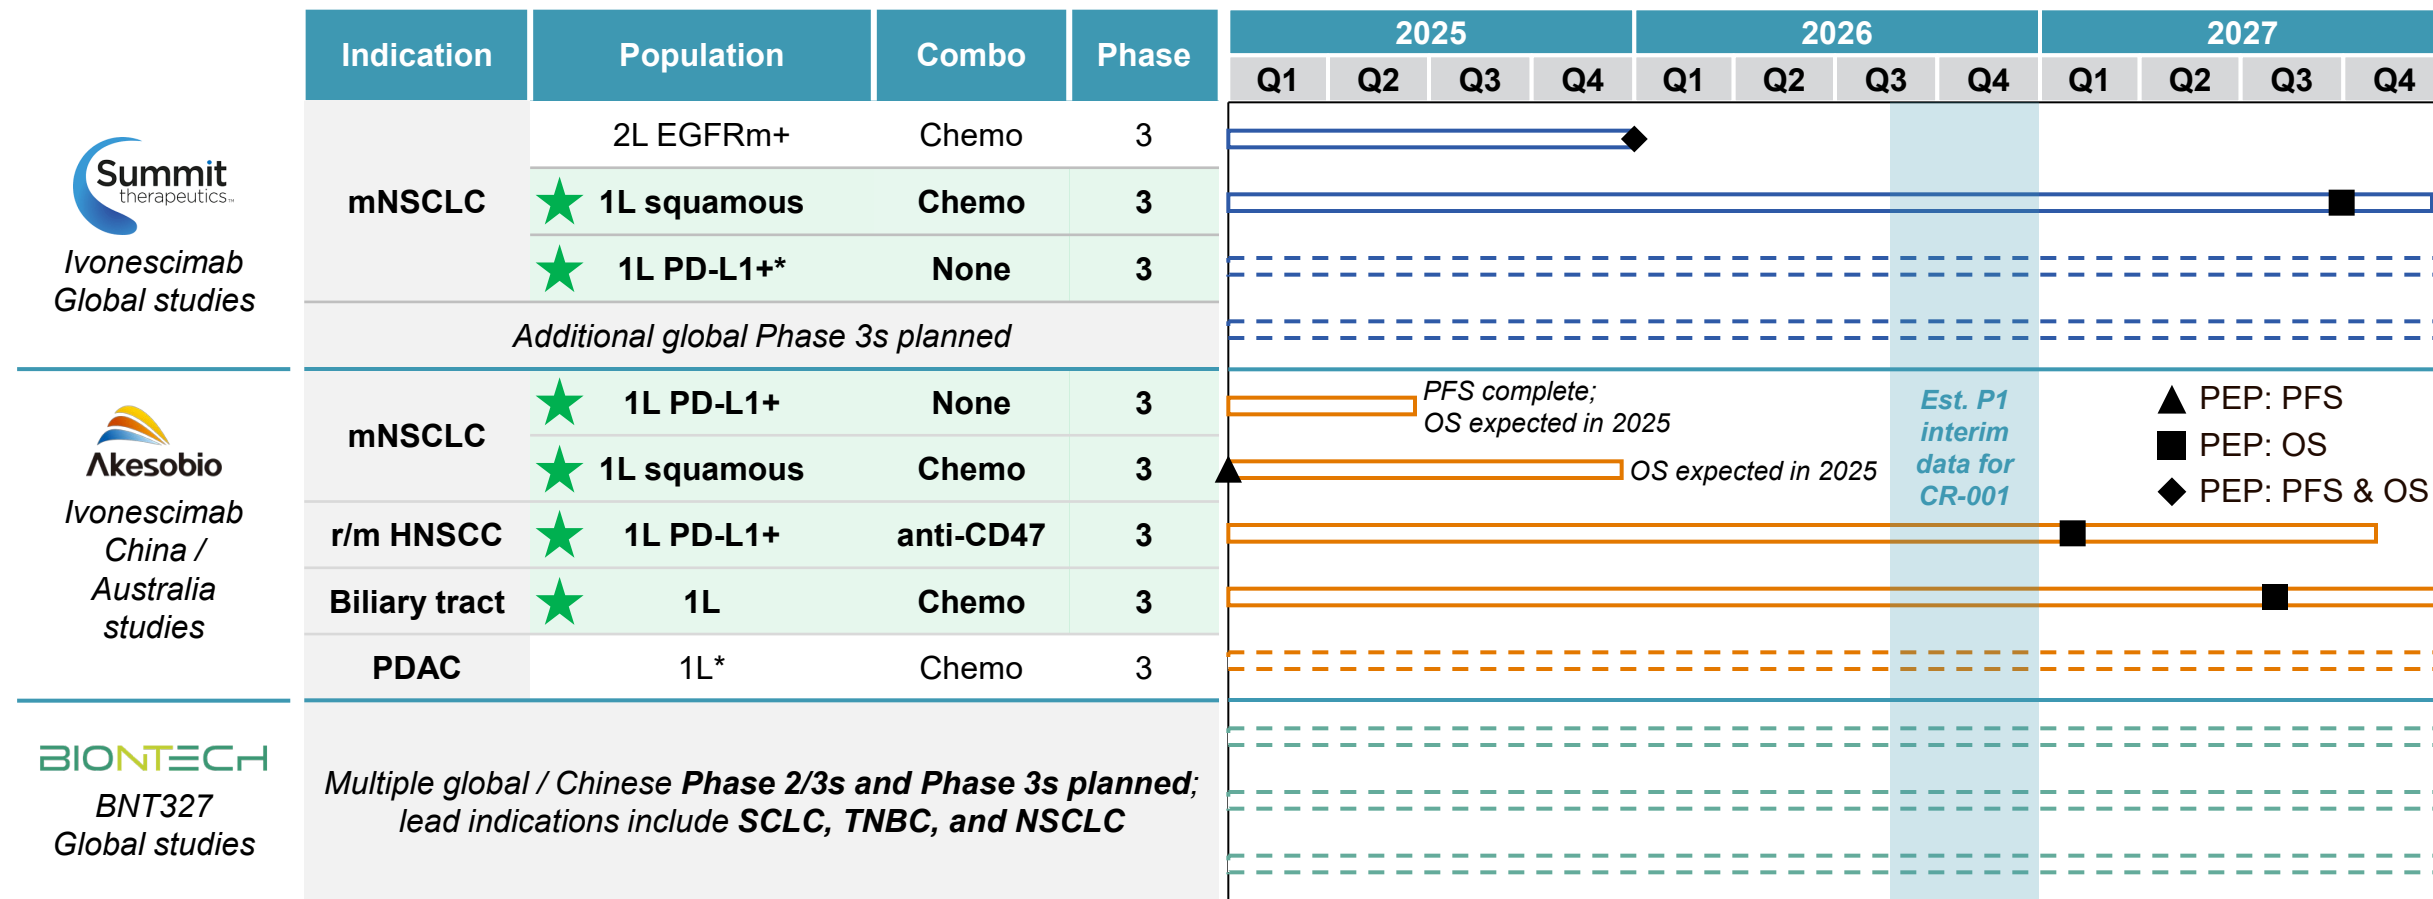 Indication Population Combo Phase
2025 2026 2027
Q1 Q2 Q3 Q4 Q1 Q2 Q3 Q4 Q1 Q2 Q3 Q4
Summit
therapeutics™
Ivonescimab
Global studies
mNSCLC
2L EGFRm+ Chemo 3
1L squamous Chemo 3
1L PD-L1+* None 3
Additional global Phase 3s planned
Akesobio
Ivonescimab
China /
Australia
studies
mNSCLC
1L PD-L1+ None 3
PFS complete;
OS expected in 2025
1L squamous Chemo 3
OS expected in 2025
r/m HNSCC 1L PD-L1+ anti-CD47 3
Biliary tract 1L Chemo 3
PDAC 1L* Chemo 3
Est. P1
interim
data for
CR-001
PEP: PFS
PEP: OS
PEP: PFS & OS
BIONTECH
BNT327
Global studies
Multiple global / Chinese Phase 2/3s and Phase 3s planned;
lead indications include SCLC, TNBC, and NSCLC